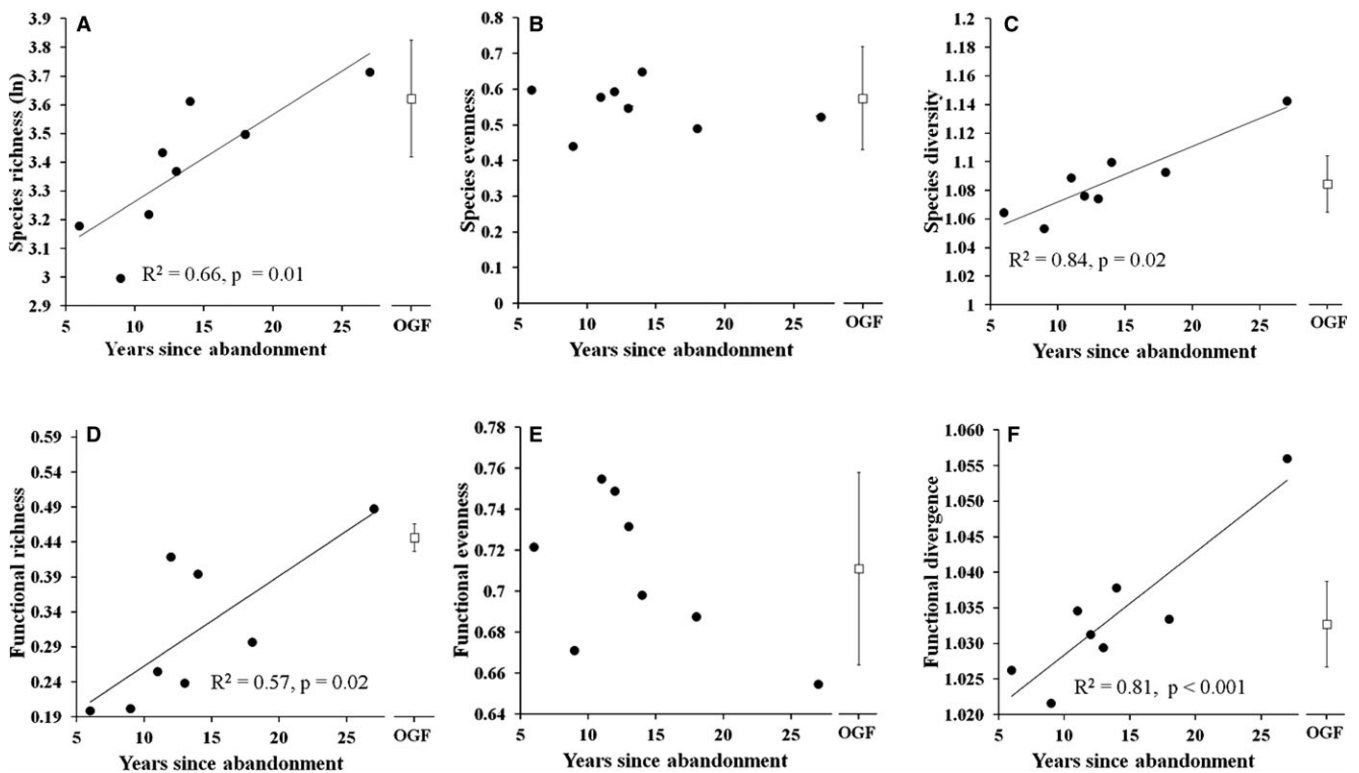 A
3.9
3.8
3.7
3.6
3.5
3.4
3.3
3.2
3.1
3
2.9
Species richness (ln)
R² = 0.66, p = 0.01
5 10 15 20 25 OGF
Years since abandonment
B
0.8
0.7
0.6
0.5
0.4
0.3
0.2
0.1
0
Species evenness
5 10 15 20 25 OGF
Years since abandonment
C
1.2
1.18
1.16
1.14
1.12
1.10
1.08
1.06
1.04
1.02
1
Species diversity
R² = 0.84, p = 0.02
5 10 15 20 25 OGF
Years since abandonment
D
0.59
0.54
0.49
0.44
0.39
0.34
0.29
0.24
0.19
Functional richness
R² = 0.57, p = 0.02
5 10 15 20 25 OGF
Years since abandonment
E
0.78
0.76
0.74
0.72
0.7
0.68
0.66
0.64
Functional evenness
5 10 15 20 25 OGF
Years since abandonment
F
1.060
1.055
1.050
1.045
1.040
1.035
1.030
1.025
1.020
Functional divergence
R² = 0.81, p < 0.001
5 10 15 20 25 OGF
Years since abandonment